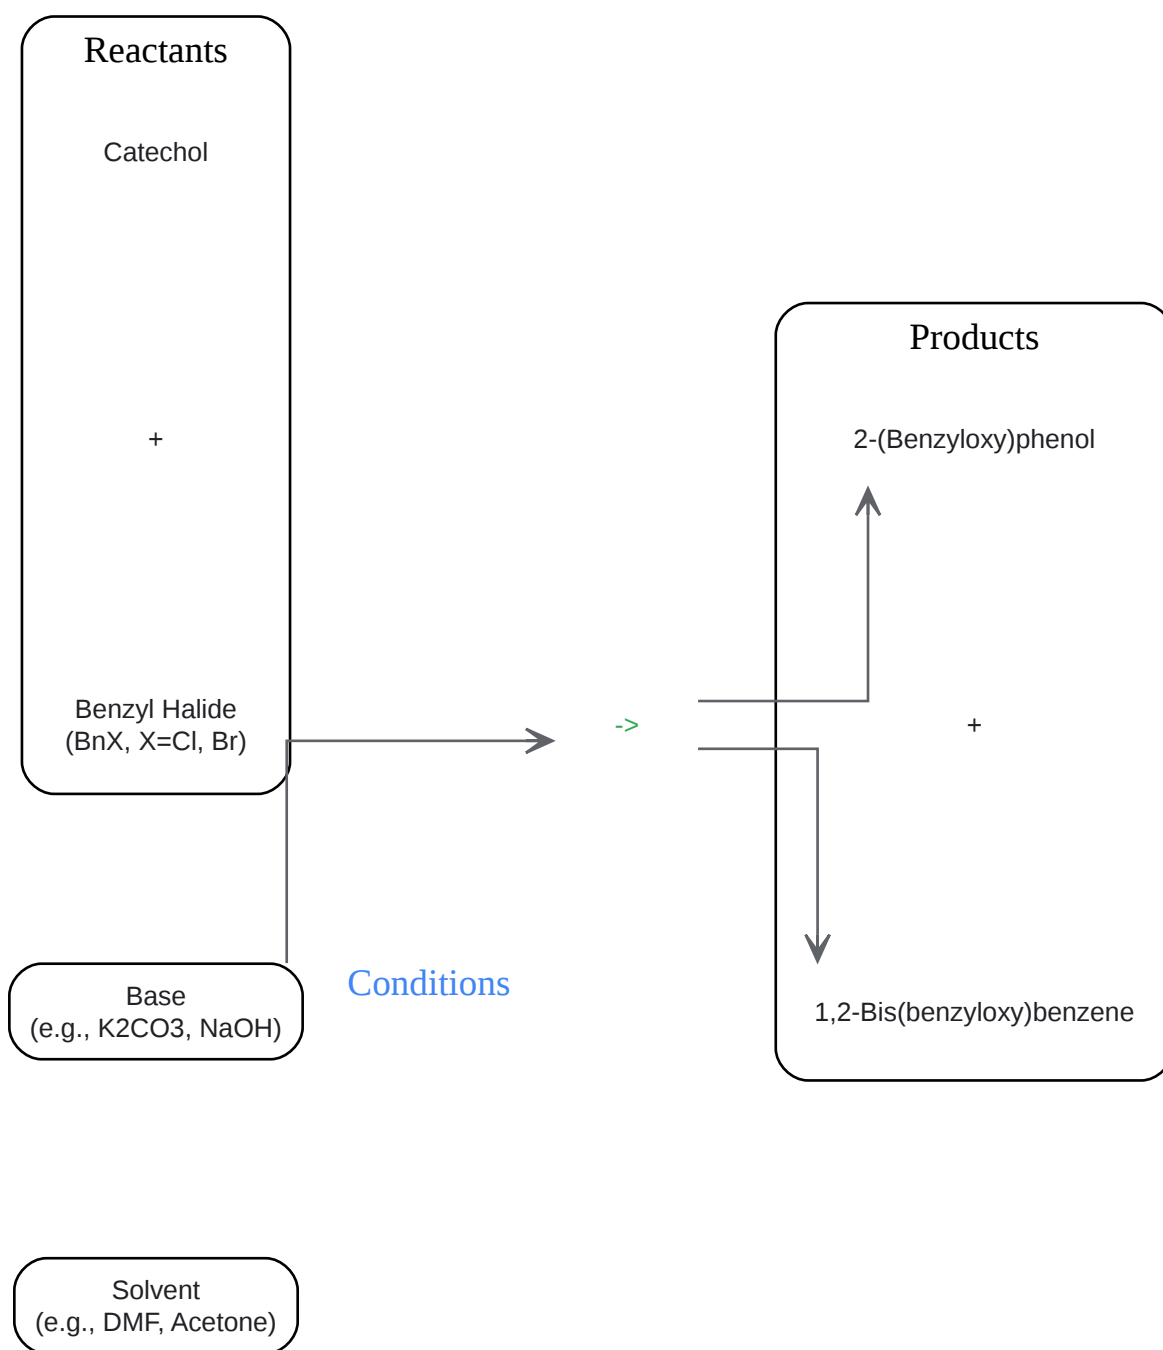 Reactants
Catechol
+
Benzyl Halide
(BnX, X=Cl, Br)
Base
(e.g., K2CO3, NaOH)
Conditions
Solvent
(e.g., DMF, Acetone)
->
Products
2-(Benzyloxy)phenol
+
1,2-Bis(benzyloxy)benzene